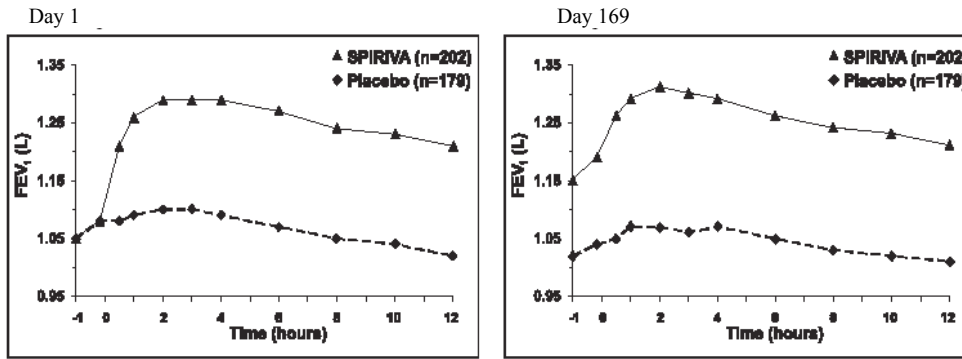 Day 1
Day 169
▲ SPIRIVA (n=202)
◆ Placebo (n=179)
1.35
1.25
1.15
1.05
0.95
FEV₁ (L)
-1 0 2 4 6 8 10 12
Time (hours)
▲ SPIRIVA (n=202
◆ Placebo (n=179)
1.35
1.25
1.15
1.05
0.95
FEV₁ (L)
-1 0 2 4 6 8 10 12
Time (hours)